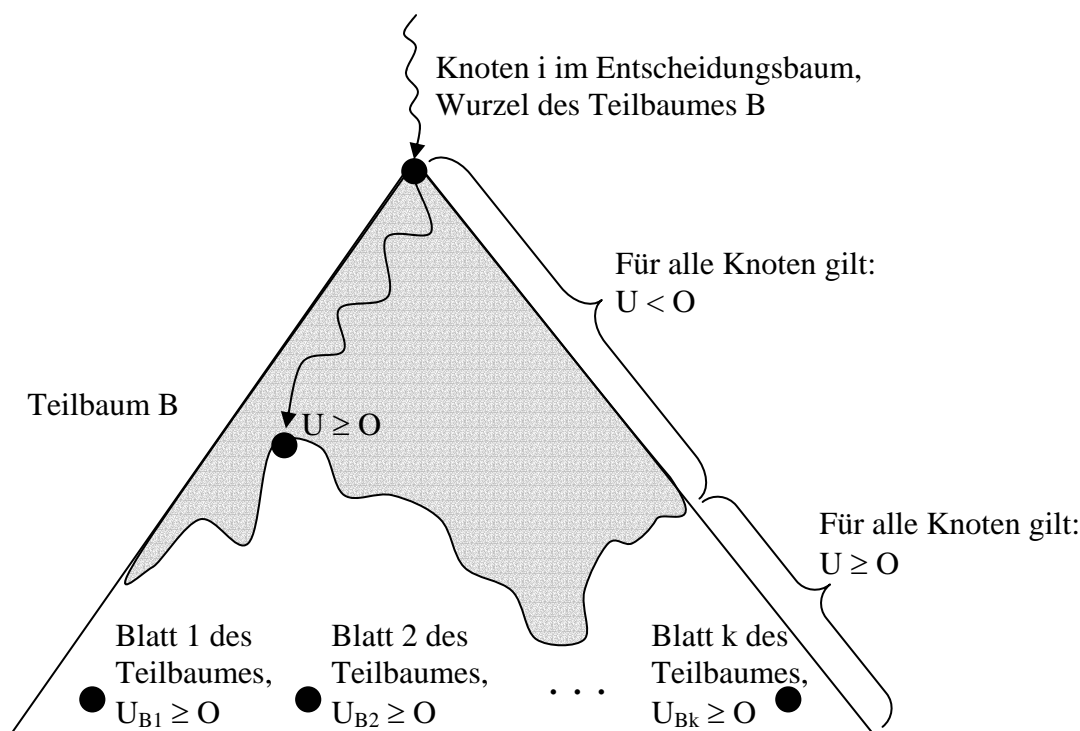 Knoten i im Entscheidungsbaum,
Wurzel des Teilbaumes B
Für alle Knoten gilt:
U < O
Teilbaum B
U ≥ O
Für alle Knoten gilt:
U ≥ O
Blatt 1 des
Teilbaumes,
U_B1 ≥ O
Blatt 2 des
Teilbaumes,
U_B2 ≥ O
. . .
Blatt k des
Teilbaumes,
U_Bk ≥ O